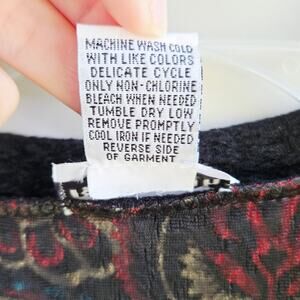 MACHINE WASH COLD
WITH LIKE COLORS
DELICATE CYCLE
ONLY NON-CHLORINE
BLEACH WHEN NEEDED
TUMBLE DRY LOW
REMOVE PROMPTLY
COOL IRON IF NEEDED
REVERSE SIDE
OF GARMENT